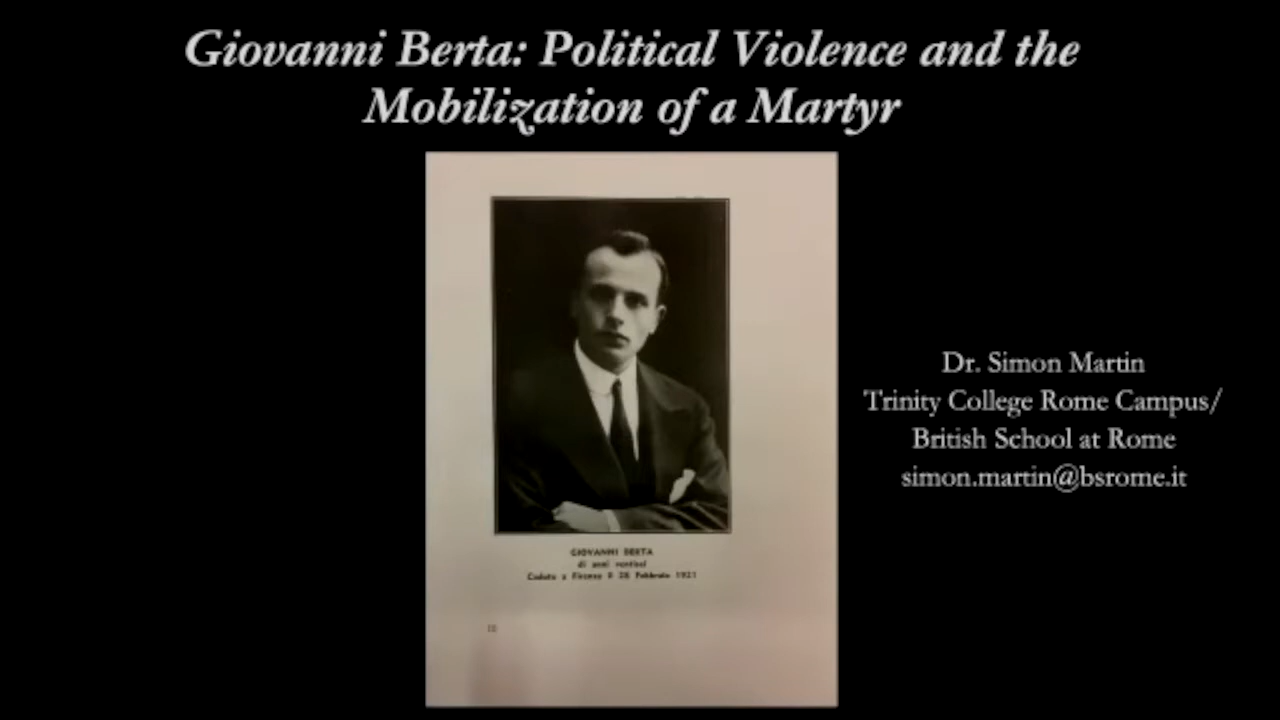 Giovanni Berta: Political Violence and the
Mobilization of a Martyr
Dr. Simon Martin
Trinity College Rome Campus/
British School at Rome
simon.martin@bsrome.it
GIOVANNI BERTA
di anni ventisei
Caduto a Firenze il 28 Febbraio 1921